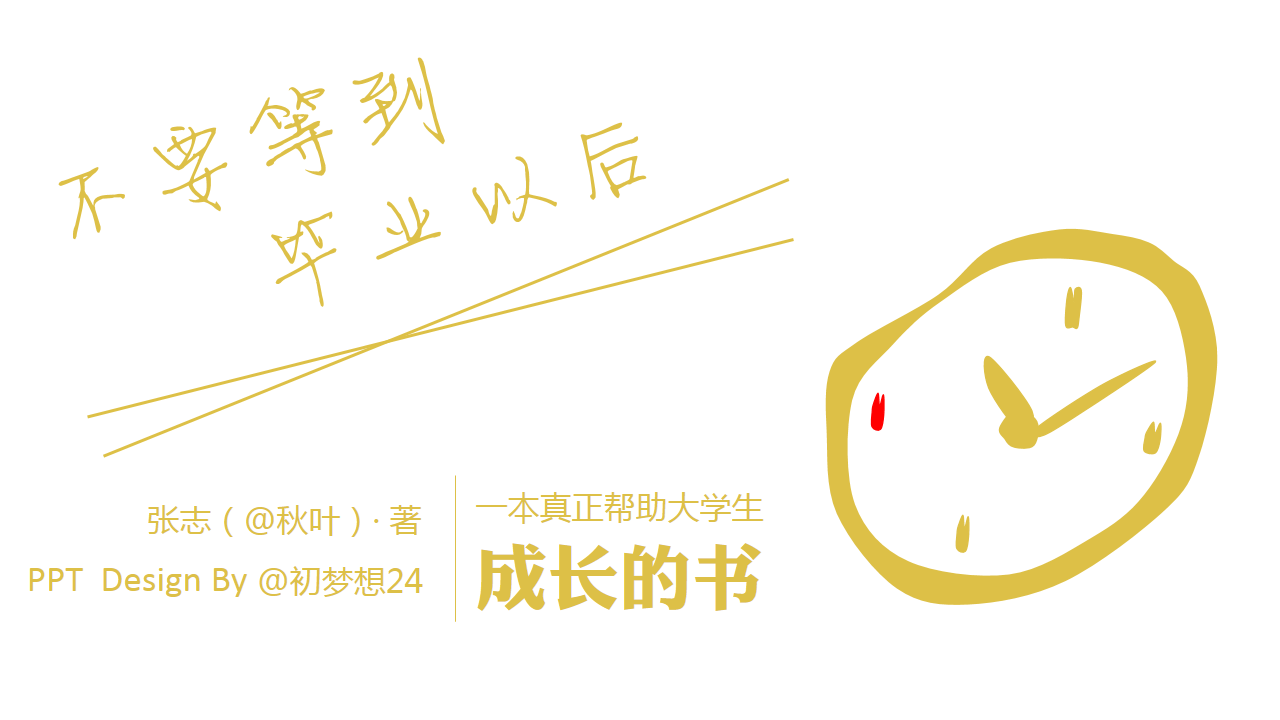 不要等到
毕业以后
张志（@秋叶）· 著
PPT Design By @初梦想24
一本真正帮助大学生
成长的书